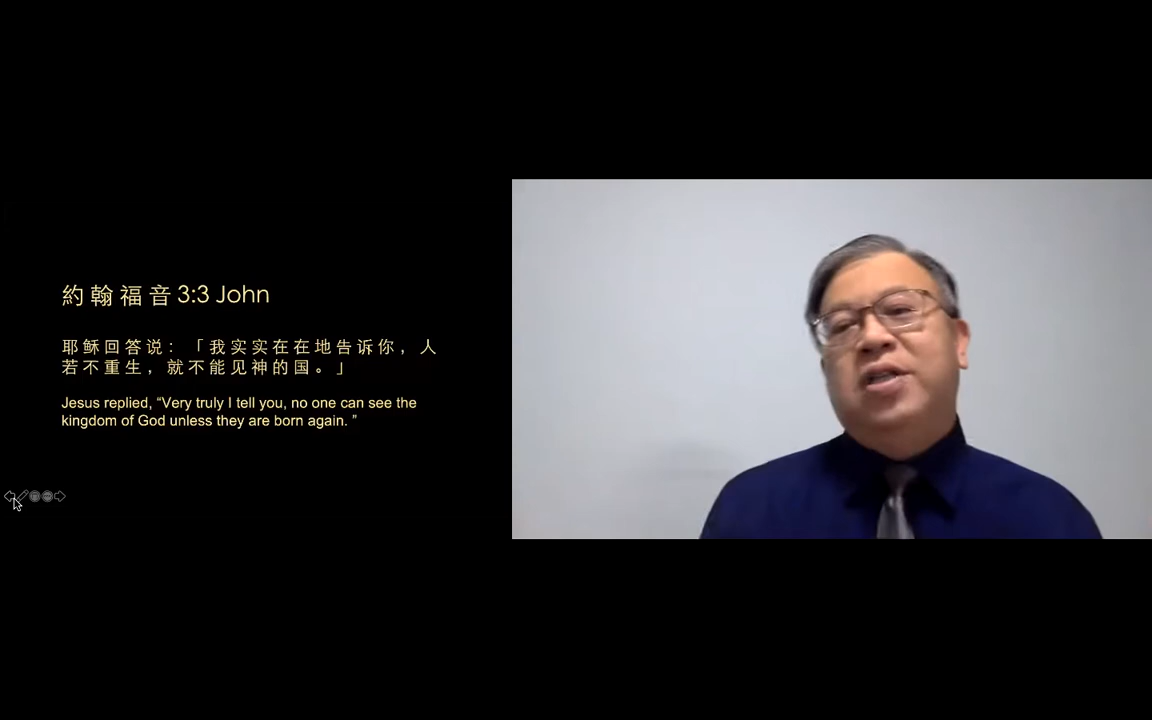 約翰福音3:3 John
耶稣回答说：「我实实在在地告诉你，人
若不重生，就不能见神的国。」
Jesus replied, “Very truly I tell you, no one can see the
kingdom of God unless they are born again. ”